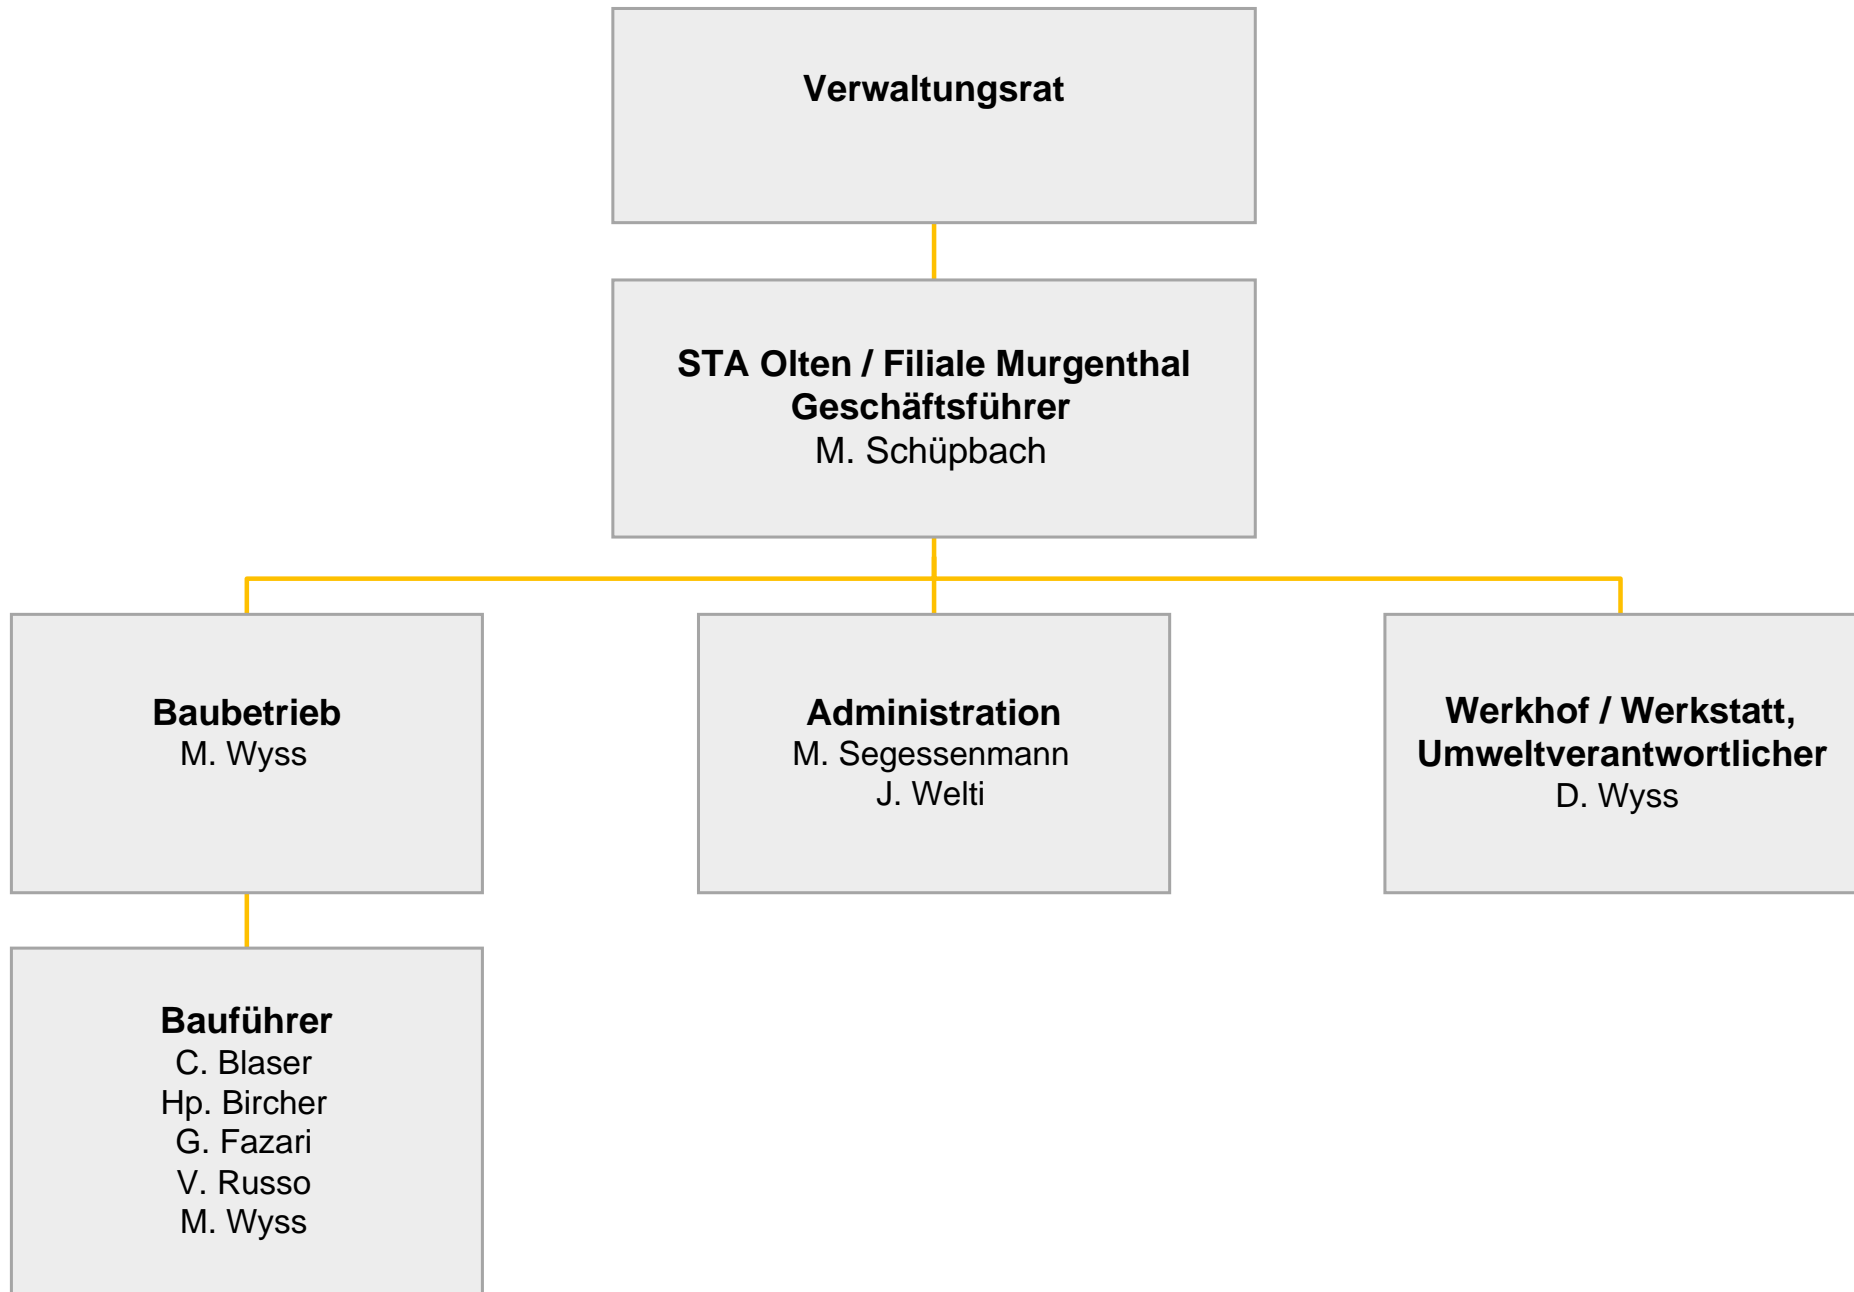 Verwaltungsrat
STA Olten / Filiale Murgenthal
Geschäftsführer
M. Schüpbach
Baubetrieb
M. Wyss
Administration
M. Segessenmann
J. Welti
Werkhof / Werkstatt,
Umweltverantwortlicher
D. Wyss
Bauführer
C. Blaser
Hp. Bircher
G. Fazari
V. Russo
M. Wyss